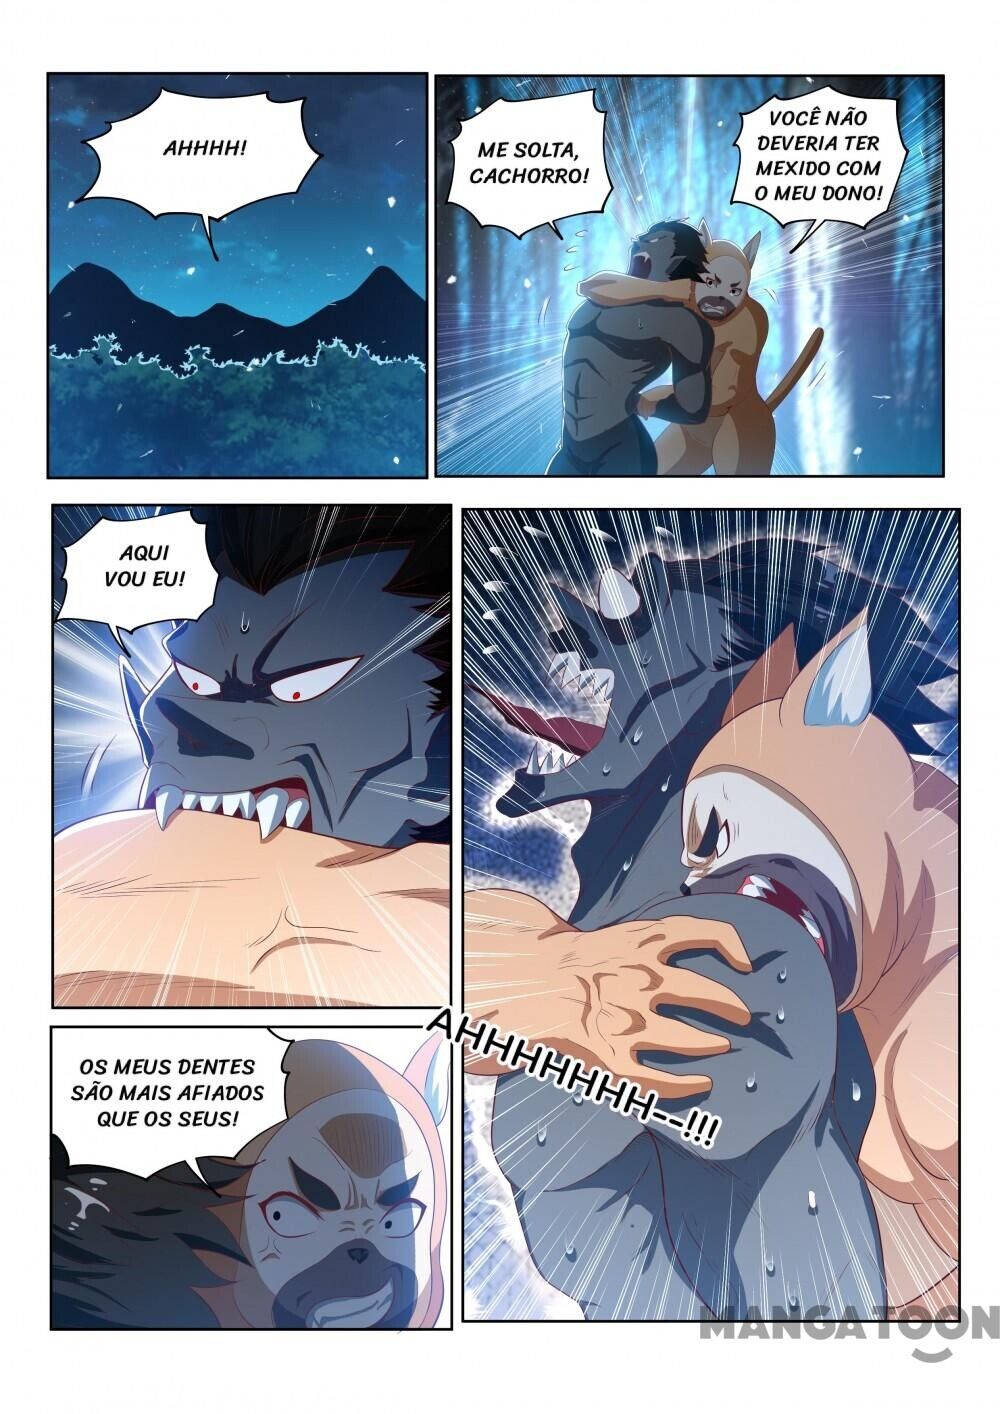 AHHHH!
ME SOLTA,
CACHORRO!
VOCÊ NÃO
DEVERIA TER
MEXIDO COM
O MEU DONO!
AQUI
VOU EU!
AHHHHHHH--!!!
OS MEUS DENTES
SÃO MAIS AFIADOS
QUE OS SEUS!
MANGATOON